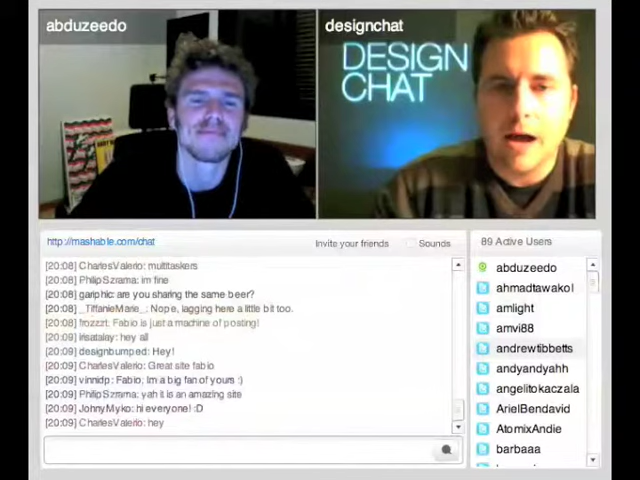 abduzeedo
designchat
DESIGN
CHAT
http://mashable.com/chat
Invite your friends
Sounds
89 Active Users
[20:08] CharlesValerio: multitaskers
[20:08] PhilipSzrama: im fine
[20:08] gariphic are you sharing the same beer?
[20:08] _TiffanieMarie_: Nope, lagging here a little bit too.
[20:08] frozzzt: Fabio is just a machine of posting!
[20:09] irisatalay: hey all
[20:09] designbumped: Hey!
[20:09] CharlesValerio: Great site fabio
[20:09] vinnidp: Fabio, Im a big fan of yours :)
[20:09] PhilipSzrama: yah it is an amazing site
[20:09] JohnyMyko: hi everyone! :D
[20:09] CharlesValerio: hey
abduzeedo
ahmadtawakol
amlight
amvi88
andrewtibbetts
andyandyahh
angelitokaczala
ArielBendavid
AtomixAndie
barbaaa